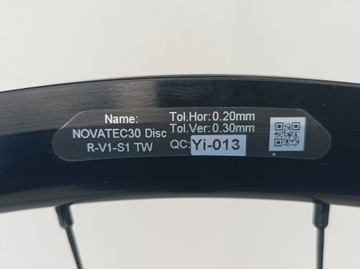 Name:
NOVATEC30 Disc
R-V1-S1 TW
Tol.Hor:0.20mm
Tol.Ver:0.30mm
QC:Yi-013